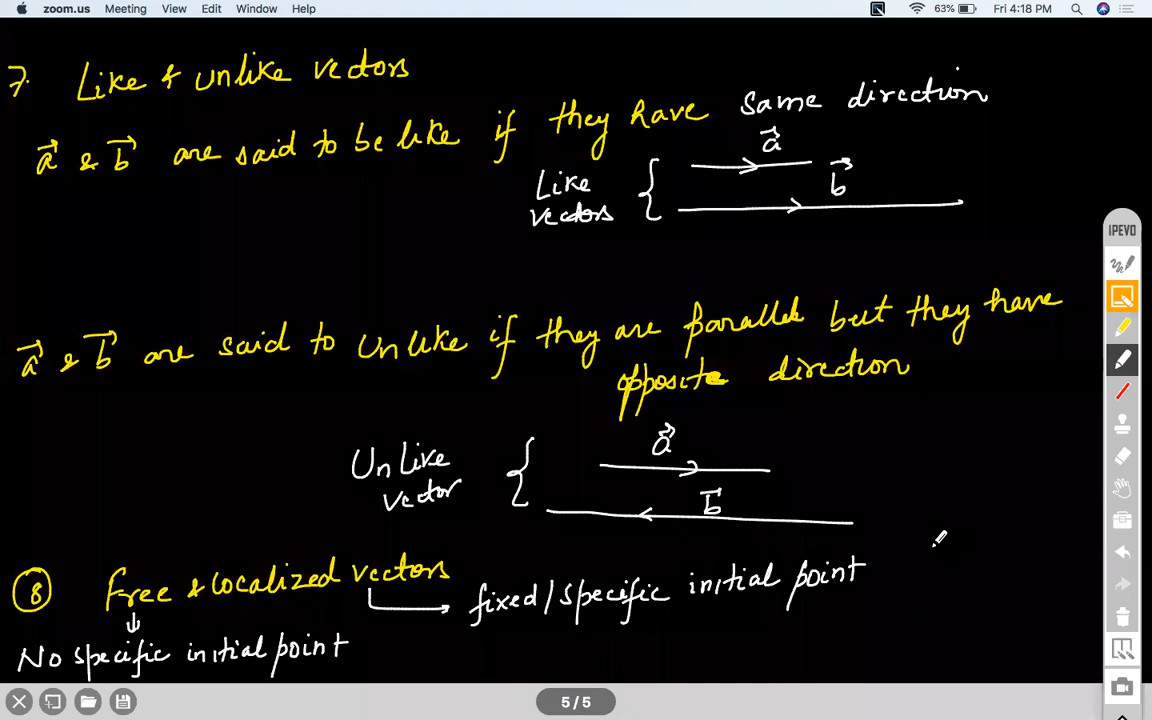 zoom.us Meeting View Edit Window Help 63% Fri 4:18 PM
7. Like & unlike vectors
a⃗ & b⃗ are said to be like if they have same direction
a⃗
Like vectors
b⃗
IPEVO
a⃗ & b⃗ are said to Unlike if they are parallel but they have
opposite direction
a⃗
UnLike
vector
b⃗
8 Free & localized vectors
fixed/specific initial point
No specific initial point
5/5